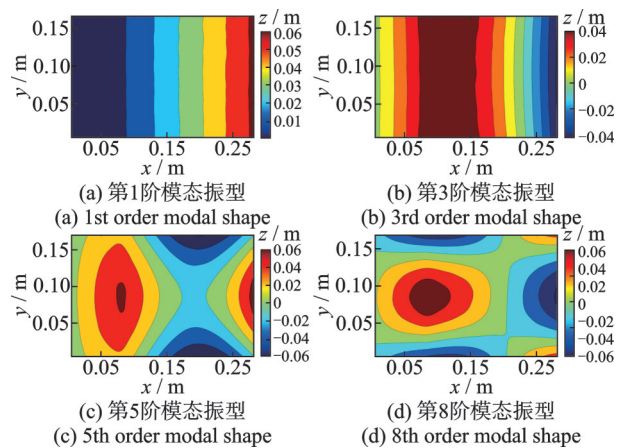 z / m
z / m
0.15
0.10
0.05
y / m
0.06
0.05
0.04
0.03
0.02
0.01
0.15
0.10
0.05
y / m
0.04
0.02
0
−0.02
−0.04
0.05 0.15 0.25
0.05 0.15 0.25
x / m
x / m
(a) 第1阶模态振型
(b) 第3阶模态振型
(a) 1st order modal shape
(b) 3rd order modal shape
z / m
z / m
0.15
0.10
0.05
y / m
0.06
0.04
0.02
0
−0.02
−0.04
−0.06
0.15
0.10
0.05
y / m
0.06
0.04
0.02
0
−0.02
−0.04
−0.06
0.05 0.15 0.25
0.05 0.15 0.25
x / m
x / m
(c) 第5阶模态振型
(d) 第8阶模态振型
(c) 5th order modal shape
(d) 8th order modal shape